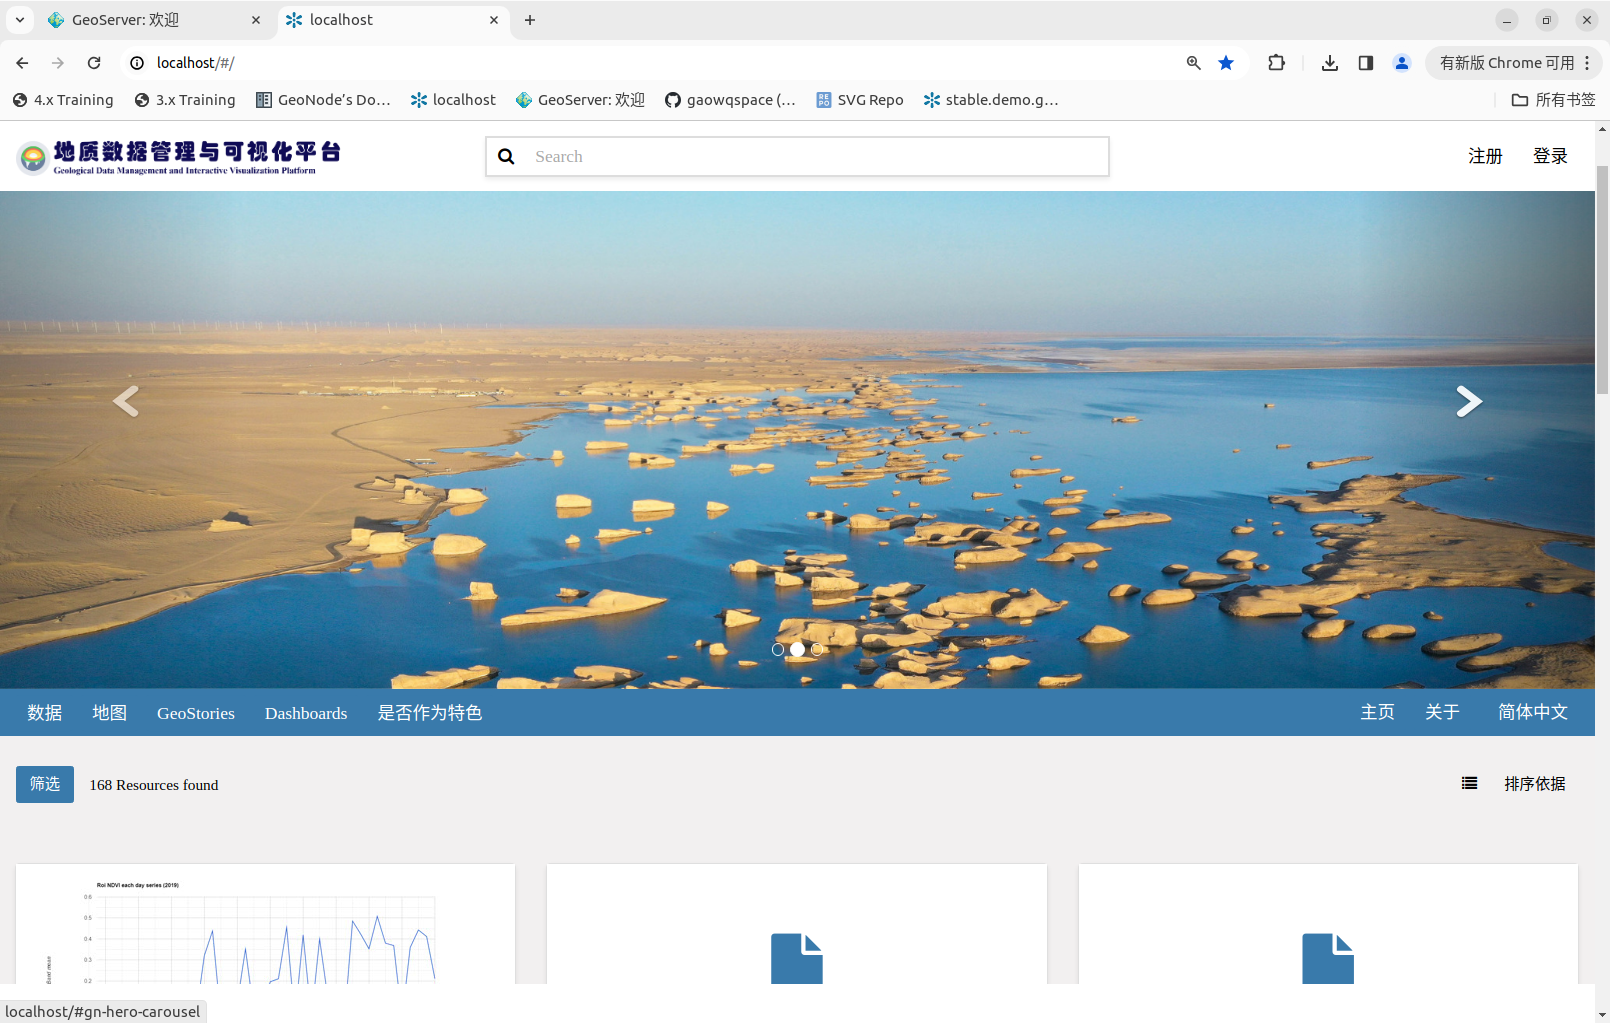 GeoServer: 欢迎
localhost
localhost/#/
有新版 Chrome 可用
4.x Training
3.x Training
GeoNode's Do...
localhost
GeoServer: 欢迎
gaowqspace (...
SVG Repo
stable.demo.g...
所有书签
地质数据管理与可视化平台
Geological Data Management and Interactive Visualization Platform
Search
注册
登录
数据
地图
GeoStories
Dashboards
是否作为特色
主页
关于
简体中文
筛选
168 Resources found
排序依据
Roi NDVI each day series (2019)
0.6
0.5
0.4
0.3
0.2
Band mean
localhost/#gn-hero-carousel